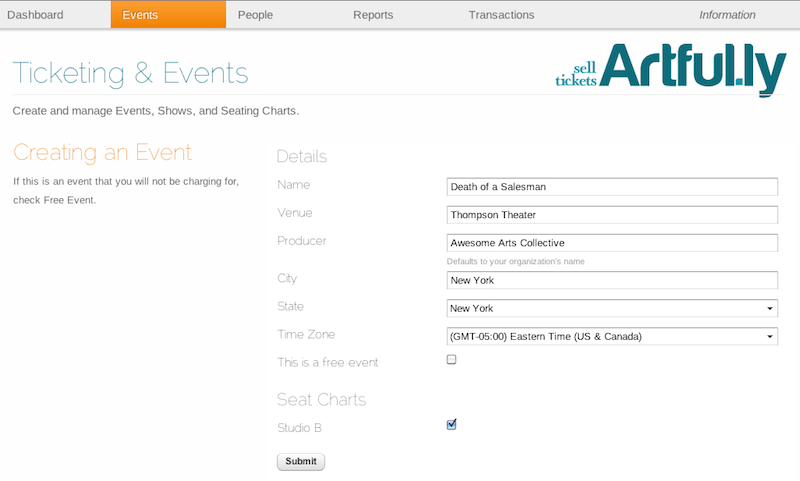 Dashboard Events People Reports Transactions Information
sell
tickets Artful.ly
Ticketing & Events
Create and manage Events, Shows, and Seating Charts.
Creating an Event
If this is an event that you will not be charging for,
check Free Event.
Details
Name Death of a Salesman
Venue Thompson Theater
Producer Awesome Arts Collective
Defaults to your organization's name
City New York
State New York
Time Zone (GMT-05:00) Eastern Time (US & Canada)
This is a free event
Seat Charts
Studio B
Submit